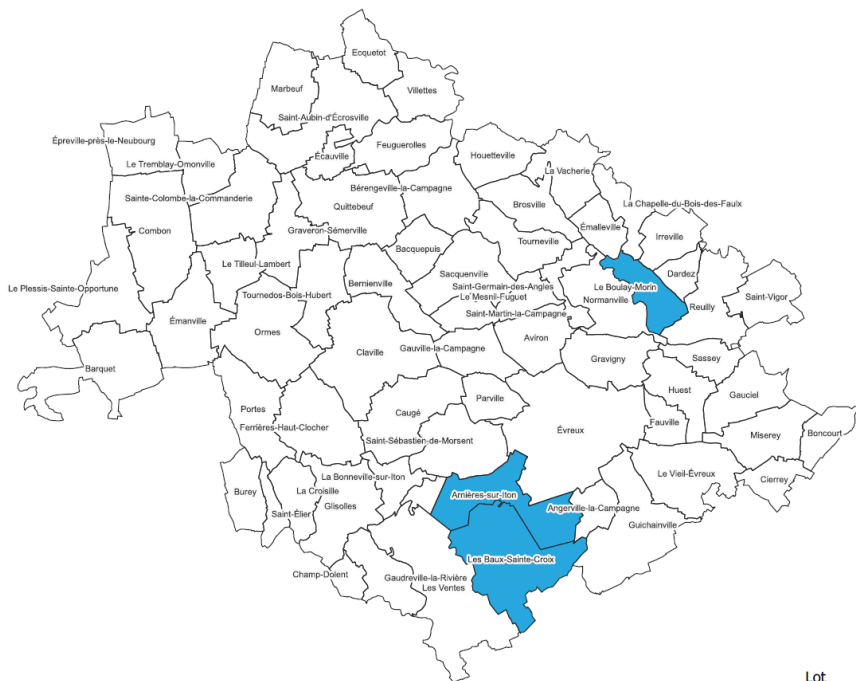 Ecquetot
Marbeuf
Villettes
Saint-Aubin-d'Écrosville
Épreville-près-le-Neubourg
Feuguerolles
Houetteville
Écauville
Le Tremblay-Omonville
La Vacherie
Bérengeville-la-Campagne
Sainte-Colombe-la-Commanderie
Quittebeuf
Brosville
La Chapelle-du-Bois-des-Faulx
Combon
Graveron-Sémerville
Émalleville
Irreville
Tourneville
Bacquepuis
Le Tilleul-Lambert
Sacquenville
Dardez
Bernienville
Saint-Germain-des-Angles
Le Boulay-Morin
Le Plessis-Sainte-Opportune
Tournedos-Bois-Hubert
Le Mesnil-Fuguet
Normanville
Reuilly
Saint-Vigor
Émanville
Ormes
Saint-Martin-la-Campagne
Aviron
Claville
Gauville-la-Campagne
Gravigny
Sassey
Barquet
Huest
Gauciel
Parville
Portes
Caugé
Fauville
Ferrières-Haut-Clocher
Évreux
Saint-Sébastien-de-Morsent
Miserey
Boncourt
La Bonneville-sur-Iton
Le Vieil-Évreux
Cierrey
Burey
La Croisille
Arnières-sur-Iton
Glisolles
Angerville-la-Campagne
Saint-Élier
Guichainville
Les Baux-Sainte-Croix
Champ-Dolent
Gaudreville-la-Rivière
Les Ventes
Lot